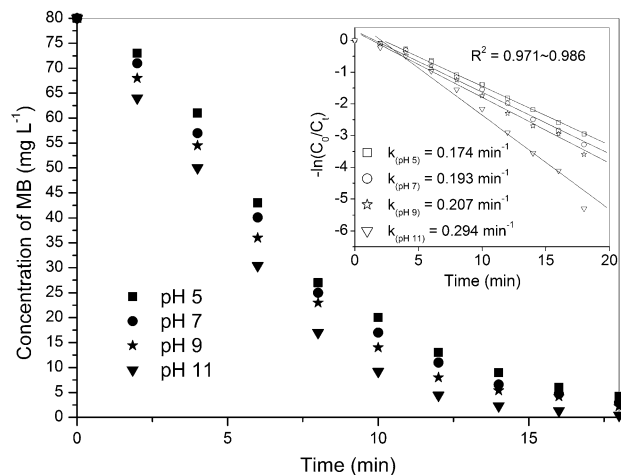 Concentration of MB (mg L⁻¹)
80
75
70
65
60
55
50
45
40
35
30
25
20
15
10
5
0
pH 5
pH 7
pH 9
pH 11
0
5
10
15
Time (min)
-ln(C₀/Cₜ)
0
-1
-2
-3
-4
-5
-6
R² = 0.971~0.986
k(pH 5) = 0.174 min⁻¹
k(pH 7) = 0.193 min⁻¹
k(pH 9) = 0.207 min⁻¹
k(pH 11) = 0.294 min⁻¹
0
5
10
15
20
Time (min)